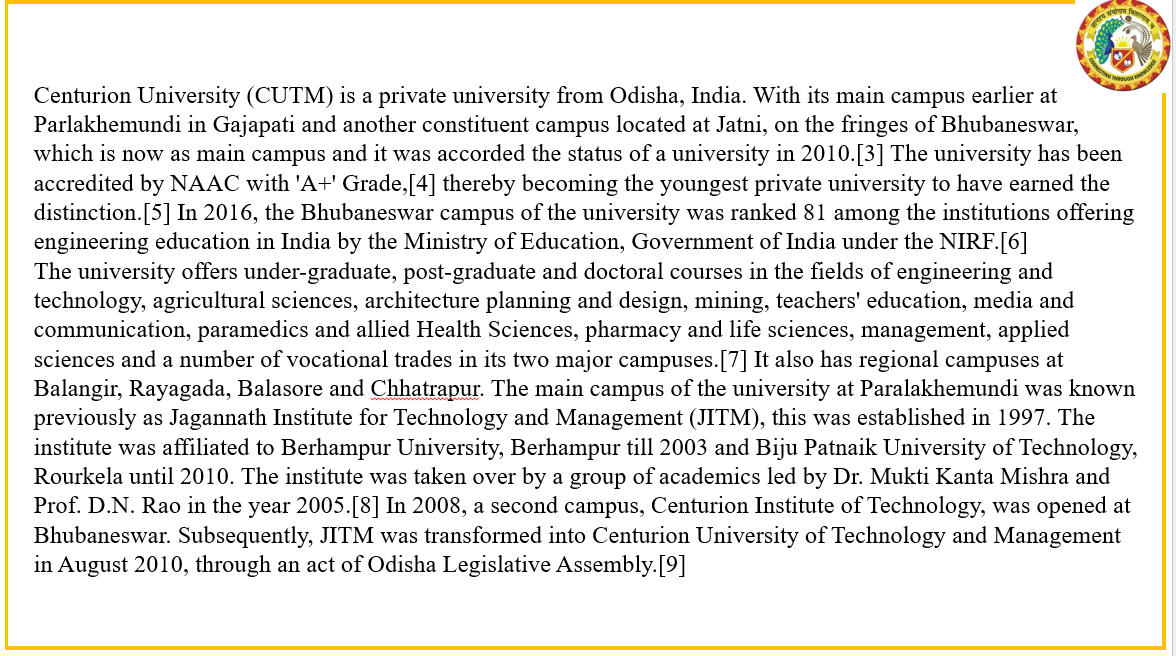 Centurion University (CUTM) is a private university from Odisha, India. With its main campus earlier at
Parlakhemundi in Gajapati and another constituent campus located at Jatni, on the fringes of Bhubaneswar,
which is now as main campus and it was accorded the status of a university in 2010.[3] The university has been
accredited by NAAC with 'A+' Grade,[4] thereby becoming the youngest private university to have earned the
distinction.[5] In 2016, the Bhubaneswar campus of the university was ranked 81 among the institutions offering
engineering education in India by the Ministry of Education, Government of India under the NIRF.[6]
The university offers under-graduate, post-graduate and doctoral courses in the fields of engineering and
technology, agricultural sciences, architecture planning and design, mining, teachers' education, media and
communication, paramedics and allied Health Sciences, pharmacy and life sciences, management, applied
sciences and a number of vocational trades in its two major campuses.[7] It also has regional campuses at
Balangir, Rayagada, Balasore and Chhatrapur. The main campus of the university at Paralakhemundi was known
previously as Jagannath Institute for Technology and Management (JITM), this was established in 1997. The
institute was affiliated to Berhampur University, Berhampur till 2003 and Biju Patnaik University of Technology,
Rourkela until 2010. The institute was taken over by a group of academics led by Dr. Mukti Kanta Mishra and
Prof. D.N. Rao in the year 2005.[8] In 2008, a second campus, Centurion Institute of Technology, was opened at
Bhubaneswar. Subsequently, JITM was transformed into Centurion University of Technology and Management
in August 2010, through an act of Odisha Legislative Assembly.[9]
CONNECTING THROUGH KNOWLEDGE